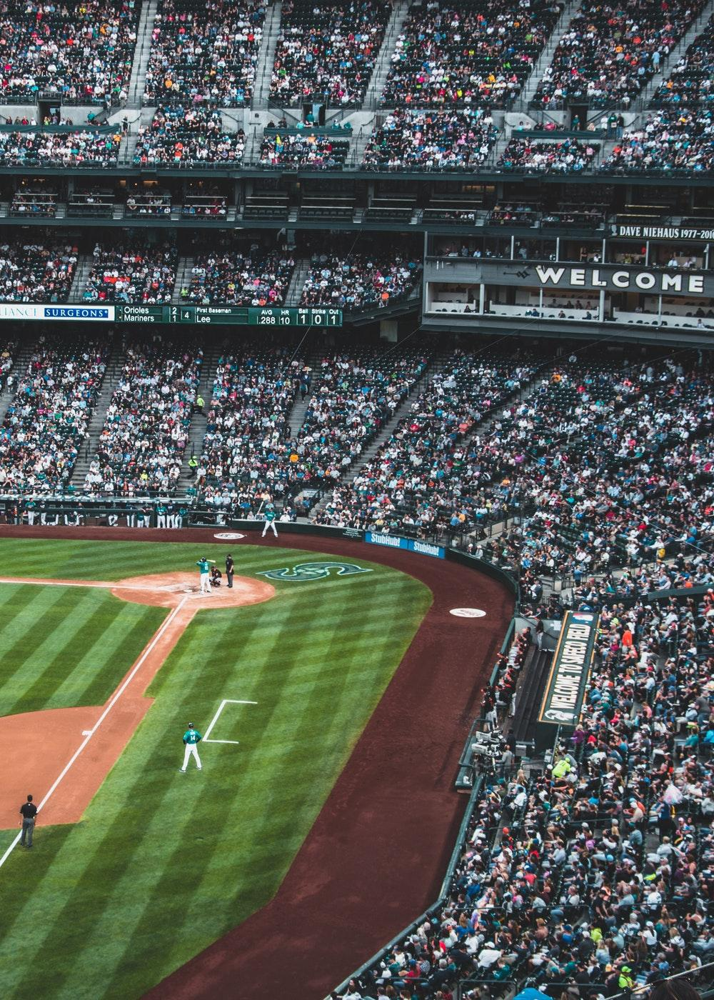 DAVE NIEHAUS 1977-2010
WELCOME
IANCE SURGEONS
Orioles 2 4 First Baseman AVG HR Ball Strike Out
Mariners 1 Lee .288 10 1 0 1
StubHub! StubHub!
WELCOME TO SAFECO FIELD
S
14